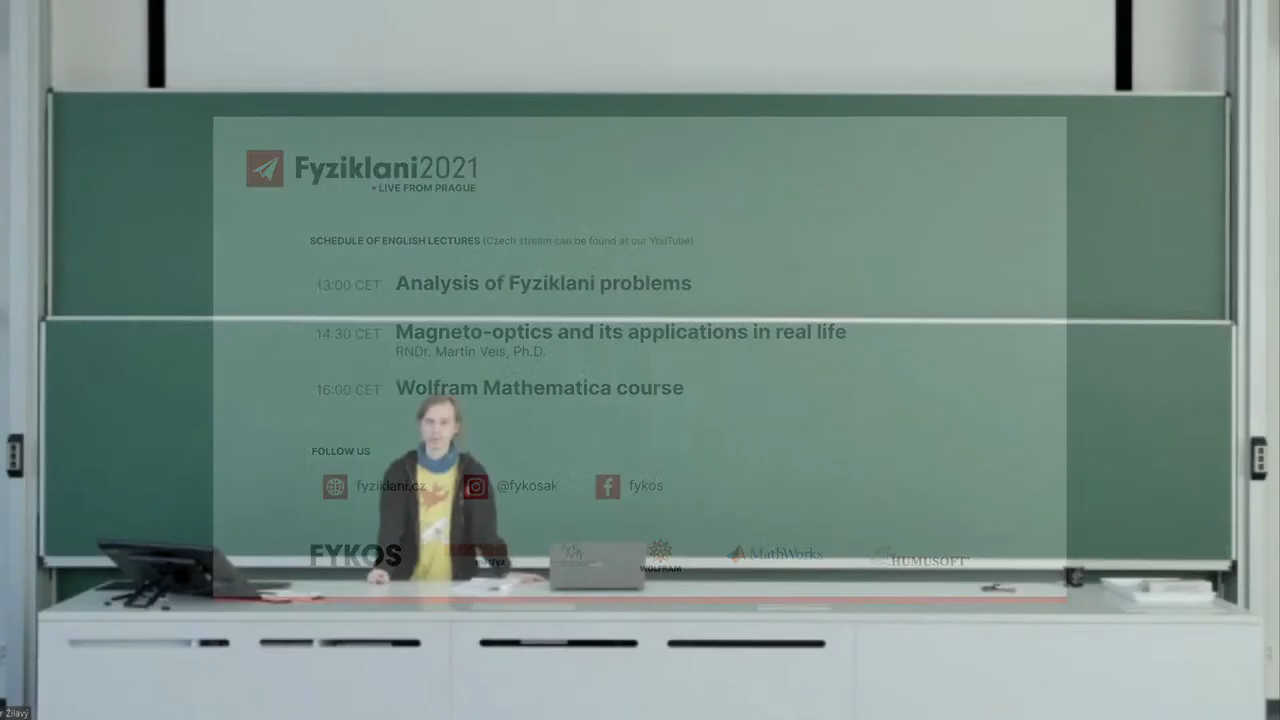 Fyziklani2021
• LIVE FROM PRAGUE
SCHEDULE OF ENGLISH LECTURES (Czech stream can be found at our YouTube)
13:00 CET Analysis of Fyziklani problems
14:30 CET Magneto-optics and its applications in real life
RNDr. Martin Veis, Ph.D.
16:00 CET Wolfram Mathematica course
FOLLOW US
fyziklani.cz @fykosak fykos
FYKOS matfyz WOLFRAM MathWorks HUMUSOFT
r Žilavý